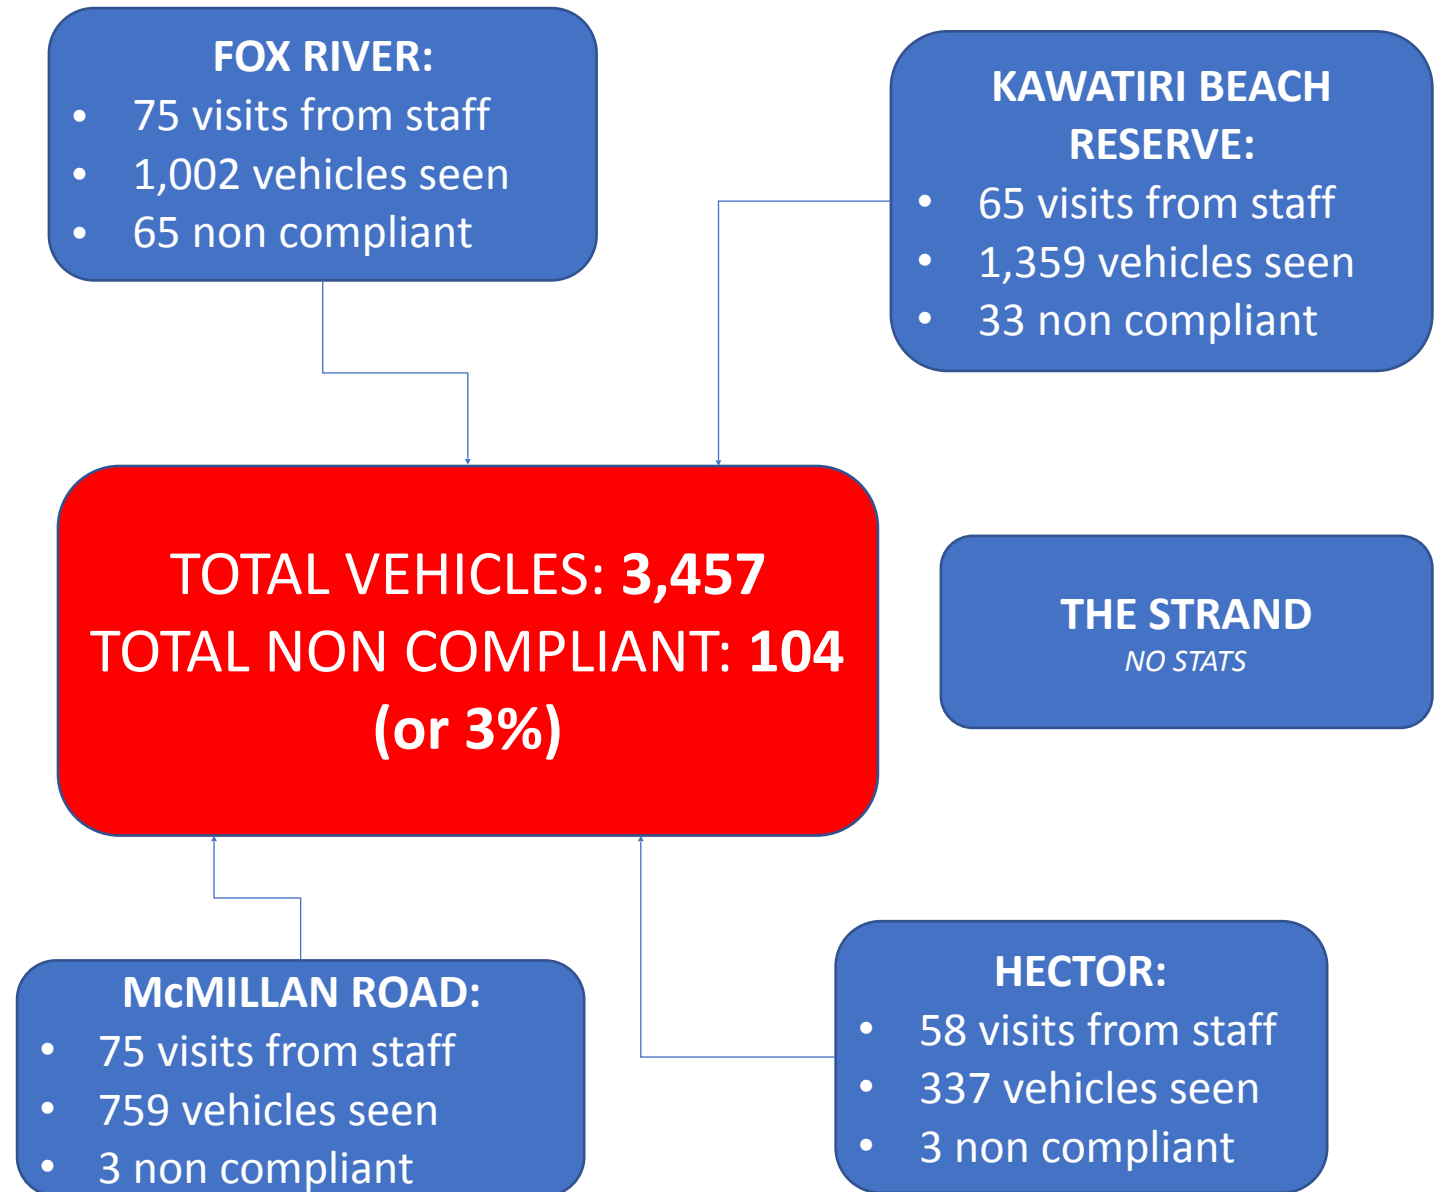 FOX RIVER:
• 75 visits from staff
• 1,002 vehicles seen
• 65 non compliant
KAWATIRI BEACH
RESERVE:
• 65 visits from staff
• 1,359 vehicles seen
• 33 non compliant
TOTAL VEHICLES: 3,457
TOTAL NON COMPLIANT: 104
(or 3%)
THE STRAND
NO STATS
McMILLAN ROAD:
• 75 visits from staff
• 759 vehicles seen
• 3 non compliant
HECTOR:
• 58 visits from staff
• 337 vehicles seen
• 3 non compliant